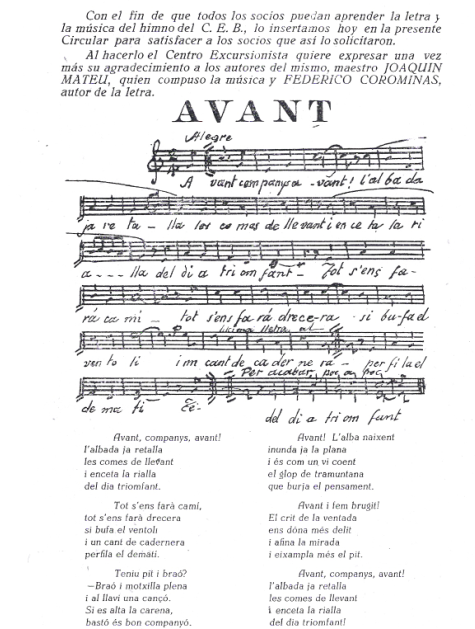 Con el fin de que todos los socios puedan aprender la letra y
la música del himno del C. E. B., lo insertamos hoy en la presente
Circular para satisfacer a los socios que así lo solicitaron.
Al hacerlo el Centro Excursionista quiere expresar una vez
más su agradecimiento a los autores del mismo, maestro JOAQUIN
MATEU, quien compuso la música y FEDERICO COROMINAS,
autor de la letra.
AVANT
Alegre
A vant companys a - vant! l'al ba da
ja re ta - lla les co mas de lle vant i en ce ta la ri
a - - - lla del di a tri om fant - Tot s'ens fa -
rá ca mi - tot s'ens fa rá drece-ra - si bu-fa el
lletra al
ven to li i un cant de ca der ne ra - per fi la el
Per acabar, poc a poc
de ma ti
del di a tri om fant
Avant, companys, avant!
l'albada ja retalla
les comes de llevant
i enceta la rialla
del dia triomfant.
Tot s'ens farà camí,
tot s'ens farà drecera
si bufa el ventolí
i un cant de cadernera
perfila el demàti.
Teniu pit i braó?
—Braó i motxilla plena
i al llavi una cançó.
Si es alta la carena,
bastó és bon companyó.
Avant! L'alba naixent
inunda ja la plana
i és com un vi coent
el glop de tramuntana
que burja el pensament.
Avant i fem brugit!
El crit de la ventada
ens dóna més delit
i afina la mirada
i eixampla més el pit.
Avant, companys, avant!
l'albada ja retalla
les comes de llevant
i enceta la rialla
del dia triomfant!